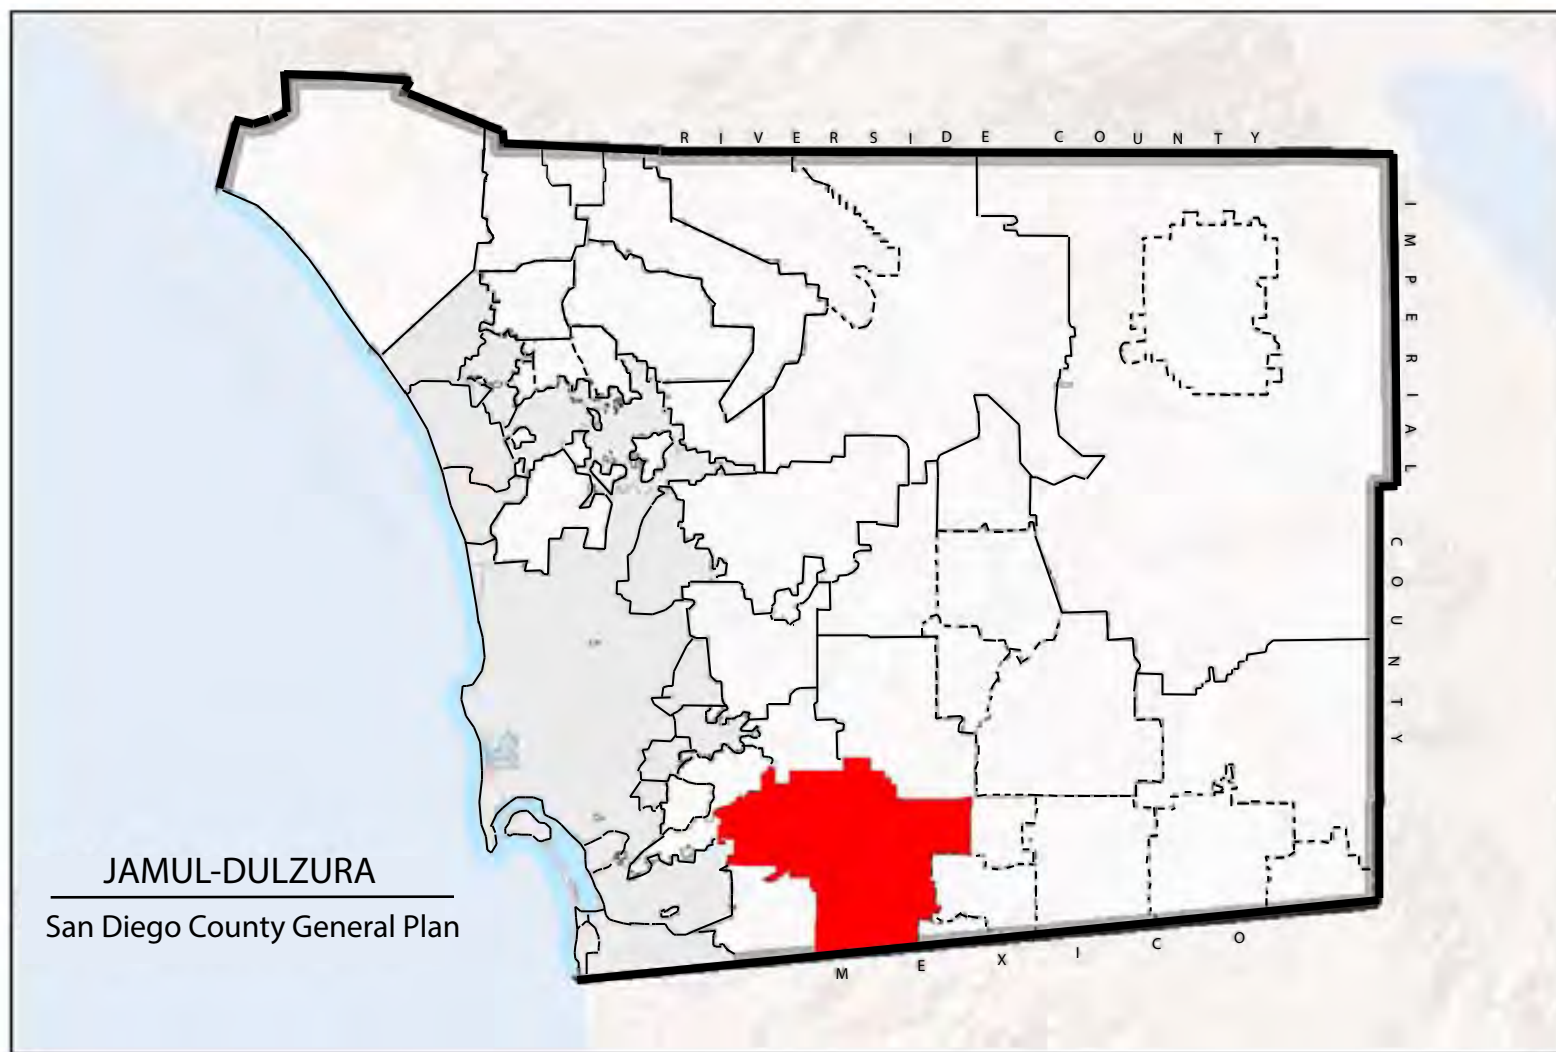 RIVERSIDE COUNTY
IMPERIAL COUNTY
JAMUL-DULZURA
San Diego County General Plan
MEXICO